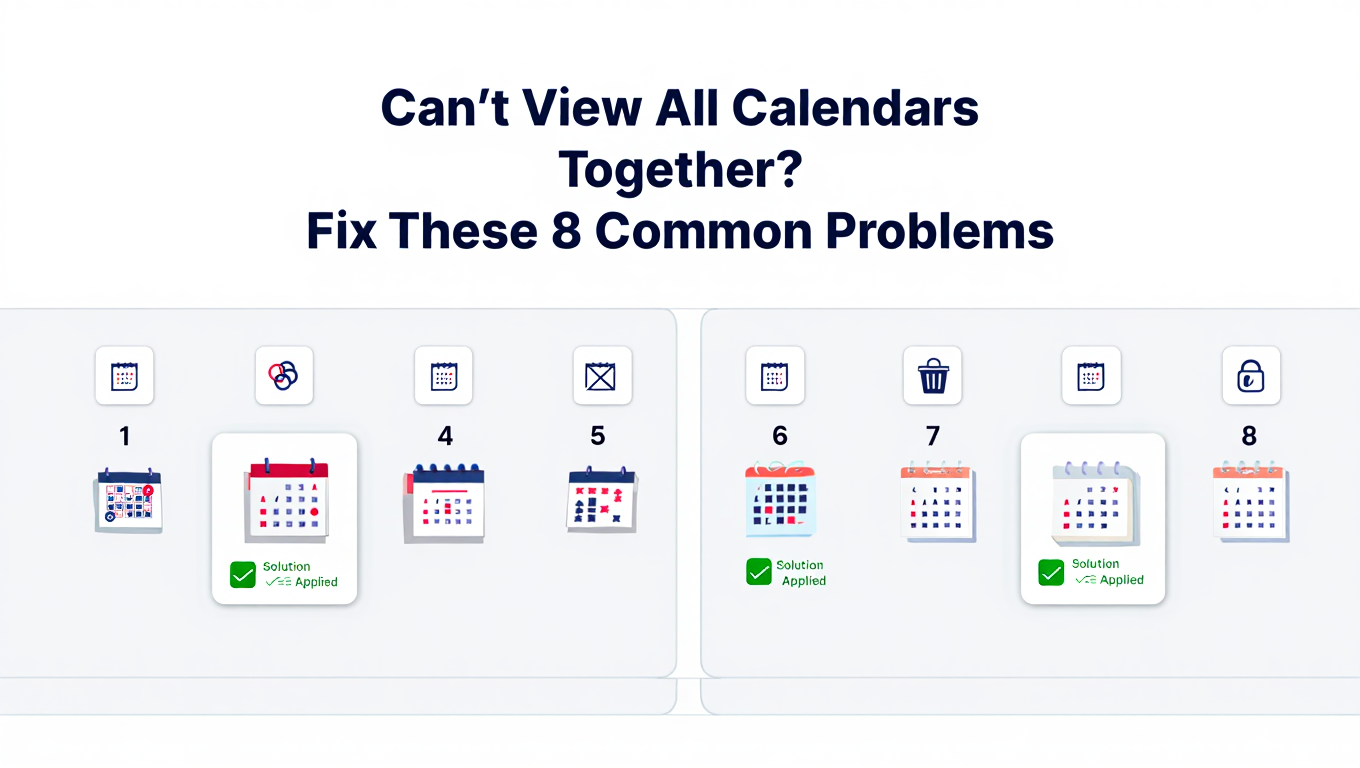 Can’t View All Calendars
Together?
Fix These 8 Common Problems
1
4
5
6
7
8
Solution
Applied
Solution
Applied
Solution
Applied